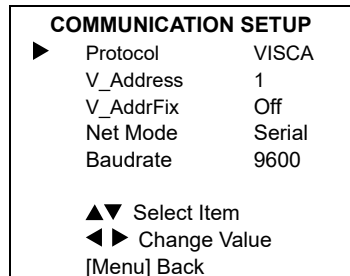 COMMUNICATION SETUP
▶ Protocol VISCA
V_Address 1
V_AddrFix Off
Net Mode Serial
Baudrate 9600
▲▼ Select Item
◀ ▶ Change Value
[Menu] Back